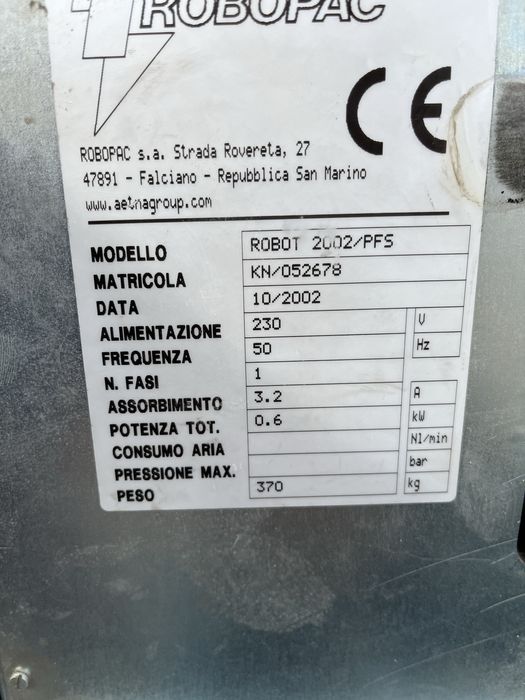 ROBOPAC
CE
ROBOPAC s.a. Strada Rovereta, 27
47891 - Falciano - Repubblica San Marino
www.aetnagroup.com
MODELLO ROBOT 2002/PFS
MATRICOLA KN/052678
DATA 10/2002
ALIMENTAZIONE 230 V
FREQUENZA 50 Hz
N. FASI 1
ASSORBIMENTO 3.2 A
POTENZA TOT. 0.6 kW
CONSUMO ARIA Nl/min
PRESSIONE MAX. bar
PESO 370 kg